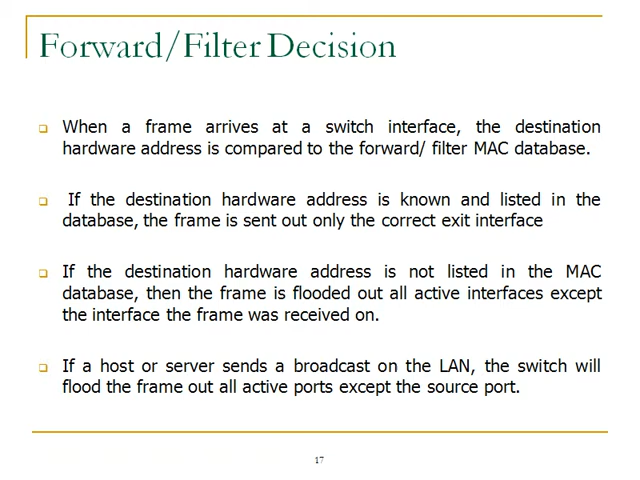 Forward/Filter Decision
When a frame arrives at a switch interface, the destination
hardware address is compared to the forward/ filter MAC database.
If the destination hardware address is known and listed in the
database, the frame is sent out only the correct exit interface
If the destination hardware address is not listed in the MAC
database, then the frame is flooded out all active interfaces except
the interface the frame was received on.
If a host or server sends a broadcast on the LAN, the switch will
flood the frame out all active ports except the source port.
17